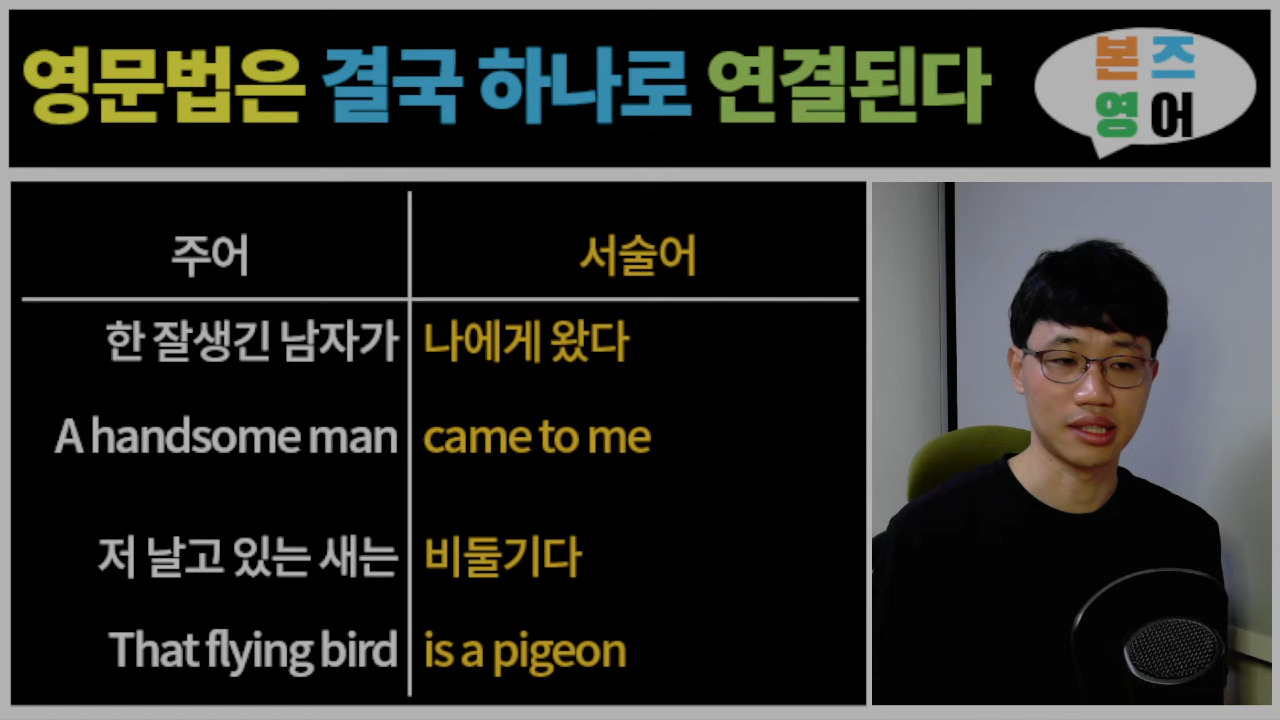 영문법은 결국 하나로 연결된다
본즈
영어
주어 서술어
한 잘생긴 남자가 나에게 왔다
A handsome man came to me
저 날고 있는 새는 비둘기다
That flying bird is a pigeon